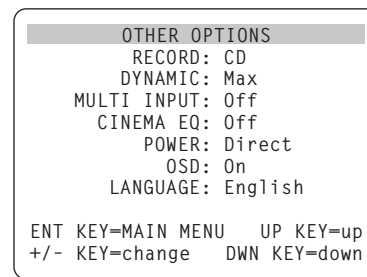 OTHER OPTIONS
RECORD: CD
DYNAMIC: Max
MULTI INPUT: Off
CINEMA EQ: Off
POWER: Direct
OSD: On
LANGUAGE: English
ENT KEY=MAIN MENU UP KEY=up
+/- KEY=change DWN KEY=down